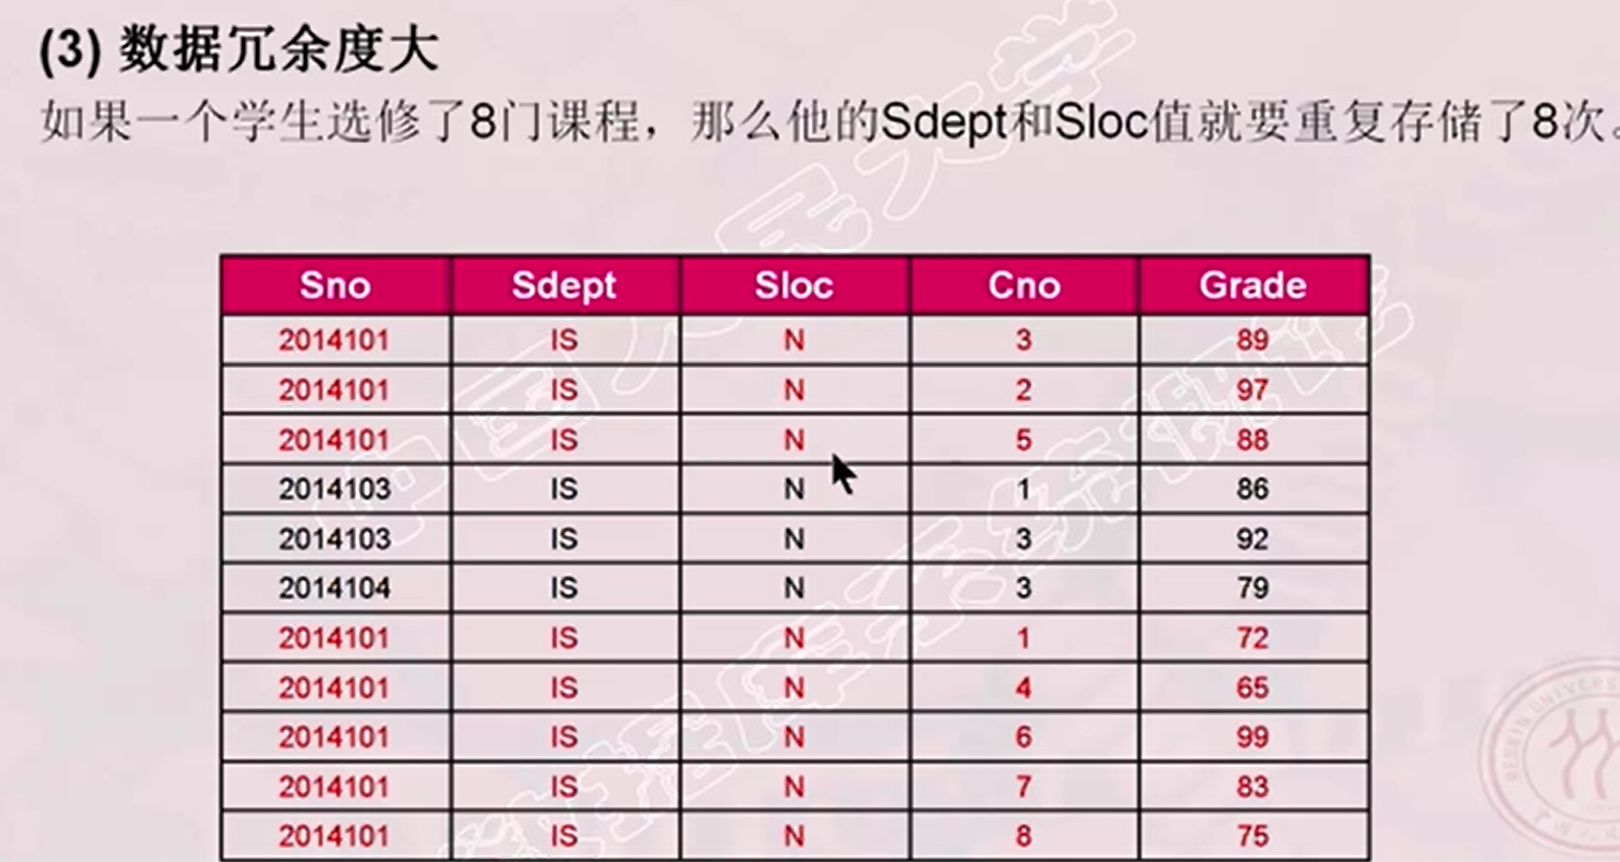 (3) 数据冗余度大
如果一个学生选修了8门课程，那么他的Sdept和Sloc值就要重复存储了8次。
Sno Sdept Sloc Cno Grade
2014101 IS N 3 89
2014101 IS N 2 97
2014101 IS N 5 88
2014103 IS N 1 86
2014103 IS N 3 92
2014104 IS N 3 79
2014101 IS N 1 72
2014101 IS N 4 65
2014101 IS N 6 99
2014101 IS N 7 83
2014101 IS N 8 75